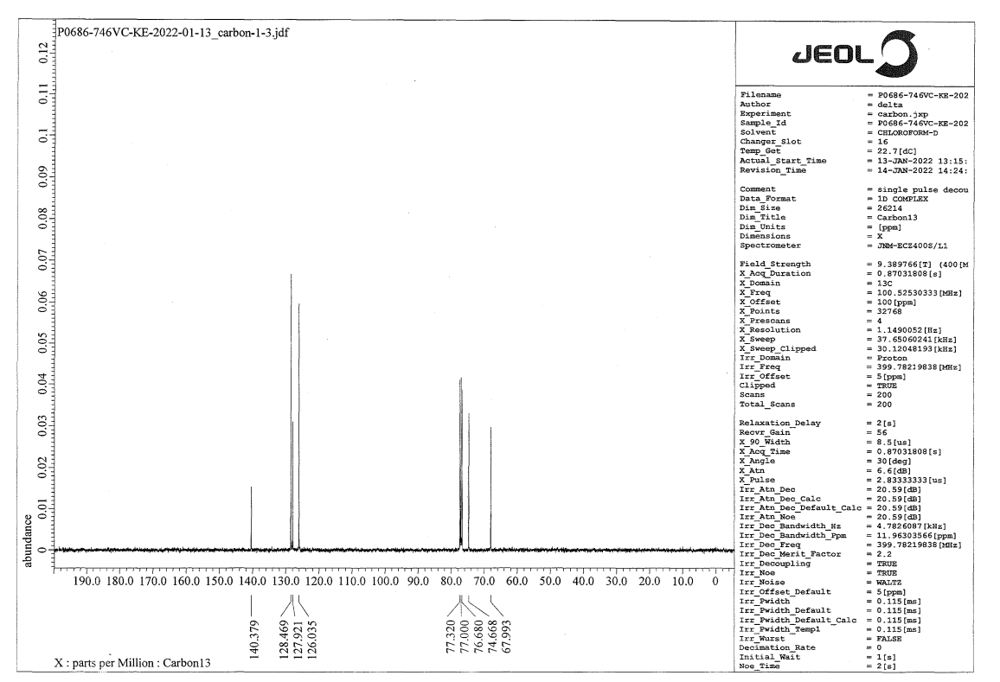 P0686-746VC-KE-2022-01-13_carbon-1-3.jdf
abundance
0.12
0.11
0.1
0.09
0.08
0.07
0.06
0.05
0.04
0.03
0.02
0.01
0
190.0 180.0 170.0 160.0 150.0 140.0 130.0 120.0 110.0 100.0 90.0 80.0 70.0 60.0 50.0 40.0 30.0 20.0 10.0 0
140.379
128.469
127.921
126.035
77.320
77.000
76.680
74.668
67.993
X : parts per Million : Carbon13
JEOL
Filename = P0686-746VC-KE-202
Author = delta
Experiment = carbon.jxp
Sample_Id = P0686-746VC-KE-202
Solvent = CHLOROFORM-D
Changer_Slot = 16
Temp_Get = 22.7[dC]
Actual_Start_Time = 13-JAN-2022 13:15:
Revision_Time = 14-JAN-2022 14:24:
Comment = single pulse decou
Data_Format = 1D COMPLEX
Dim_Size = 26214
Dim_Title = Carbon13
Dim_Units = [ppm]
Dimensions = X
Spectrometer = JNM-ECZ400S/L1
Field_Strength = 9.389766[T] (400[M
X_Acq_Duration = 0.87031808[s]
X_Domain = 13C
X_Freq = 100.52530333[MHz]
X_Offset = 100[ppm]
X_Points = 32768
X_Prescans = 4
X_Resolution = 1.1490052[Hz]
X_Sweep = 37.65060241[kHz]
X_Sweep_Clipped = 30.12048193[kHz]
Irr_Domain = Proton
Irr_Freq = 399.78219838[MHz]
Irr_Offset = 5[ppm]
Clipped = TRUE
Scans = 200
Total_Scans = 200
Relaxation_Delay = 2[s]
Recvr_Gain = 56
X_90_Width = 8.5[us]
X_Acq_Time = 0.87031808[s]
X_Angle = 30[deg]
X_Atn = 6.6[dB]
X_Pulse = 2.83333333[us]
Irr_Atn_Dec = 20.59[dB]
Irr_Atn_Dec_Calc = 20.59[dB]
Irr_Atn_Dec_Default_Calc = 20.59[dB]
Irr_Atn_Noe = 20.59[dB]
Irr_Dec_Bandwidth_Hz = 4.7826087[kHz]
Irr_Dec_Bandwidth_Ppm = 11.96303566[ppm]
Irr_Dec_Freq = 399.78219838[MHz]
Irr_Dec_Merit_Factor = 2.2
Irr_Decoupling = TRUE
Irr_Noe = TRUE
Irr_Noise = WALTZ
Irr_Offset_Default = 5[ppm]
Irr_Pwidth = 0.115[ms]
Irr_Pwidth_Default = 0.115[ms]
Irr_Pwidth_Default_Calc = 0.115[ms]
Irr_Pwidth_Temp1 = 0.115[ms]
Irr_Wurst = FALSE
Decimation_Rate = 0
Initial_Wait = 1[s]
Noe_Time = 2[s]